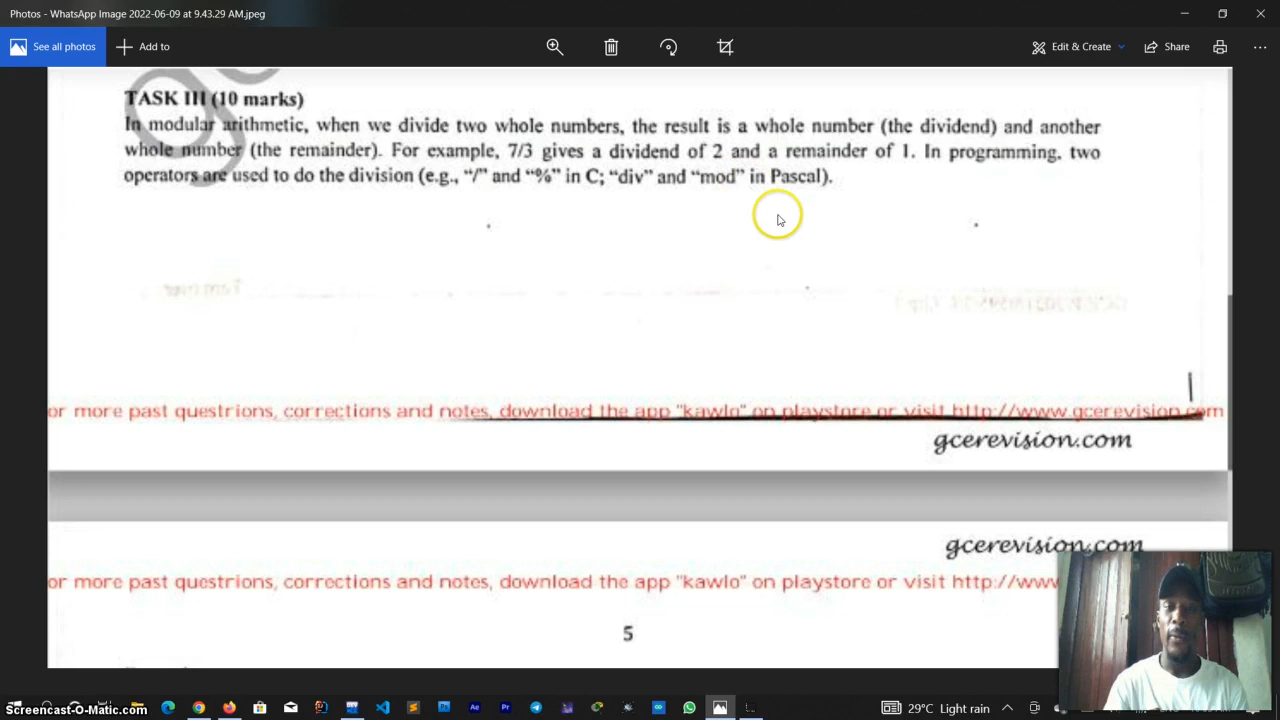 Photos - WhatsApp Image 2022-06-09 at 9.43.29 AM.jpeg
See all photos
Add to
Edit & Create
Share
TASK III (10 marks)
In modular arithmetic, when we divide two whole numbers, the result is a whole number (the dividend) and another
whole number (the remainder). For example, 7/3 gives a dividend of 2 and a remainder of 1. In programming, two
operators are used to do the division (e.g., “/” and “%” in C; “div” and “mod” in Pascal).
or more past questrions, corrections and notes, download the app "kawlo" on playstore or visit http://www.gcerevision.com
gcerevision.com
gcerevision.com
or more past questrions, corrections and notes, download the app "kawlo" on playstore or visit http://www
5
29°C Light rain
Screencast-O-Matic.com